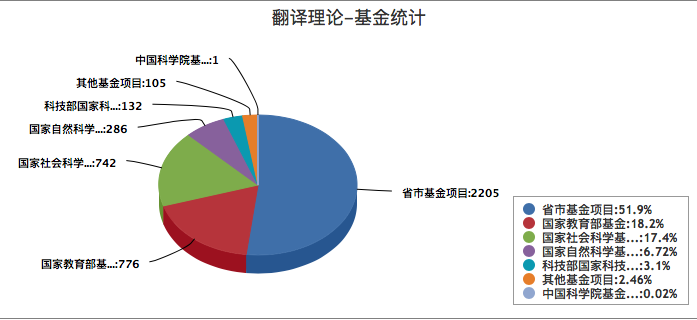 翻译理论-基金统计
中国科学院基...:1
其他基金项目:105
科技部国家科...:132
国家自然科学...:286
国家社会科学...:742
省市基金项目:2205
国家教育部基...:776
省市基金项目:51.9%
国家教育部基金:18.2%
国家社会科学基...:17.4%
国家自然科学基...:6.72%
科技部国家科技...:3.1%
其他基金项目:2.46%
中国科学院基金...:0.02%